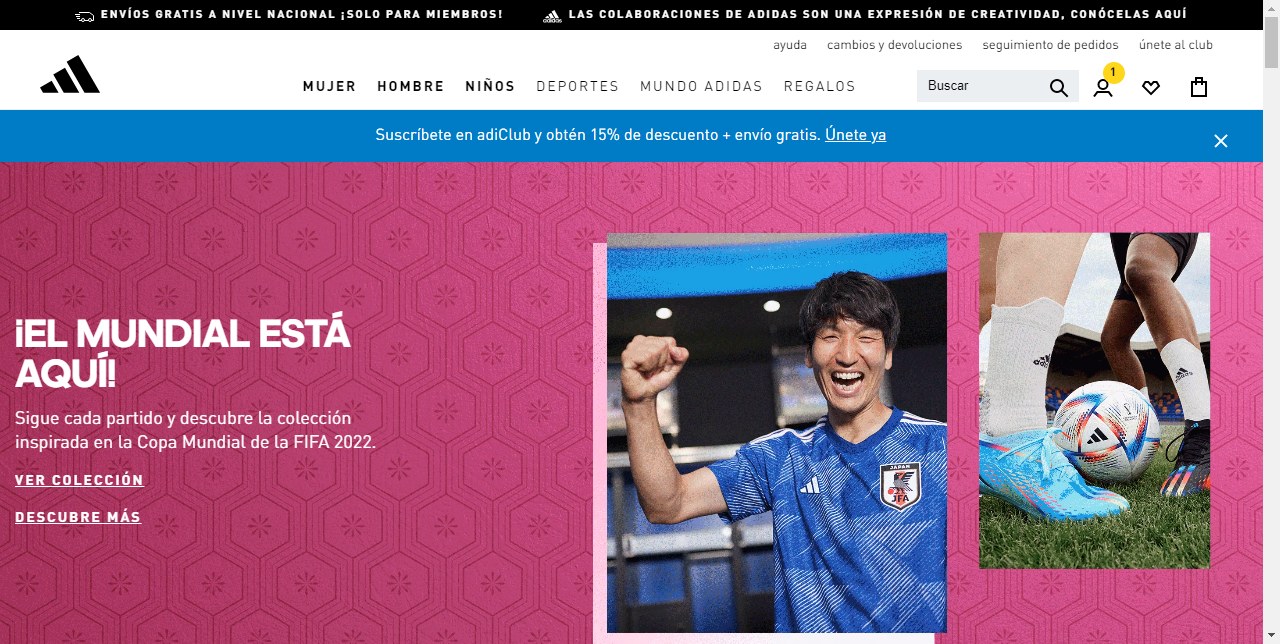 ENVÍOS GRATIS A NIVEL NACIONAL ¡SOLO PARA MIEMBROS!
LAS COLABORACIONES DE ADIDAS SON UNA EXPRESIÓN DE CREATIVIDAD, CONÓCELAS AQUÍ
ayuda cambios y devoluciones seguimiento de pedidos únete al club
MUJER HOMBRE NIÑOS DEPORTES MUNDO ADIDAS REGALOS
Buscar
1
Suscríbete en adiClub y obtén 15% de descuento + envío gratis. Únete ya
¡EL MUNDIAL ESTÁ
AQUÍ!
Sigue cada partido y descubre la colección
inspirada en la Copa Mundial de la FIFA 2022.
VER COLECCIÓN
DESCUBRE MÁS
JAPAN
JFA